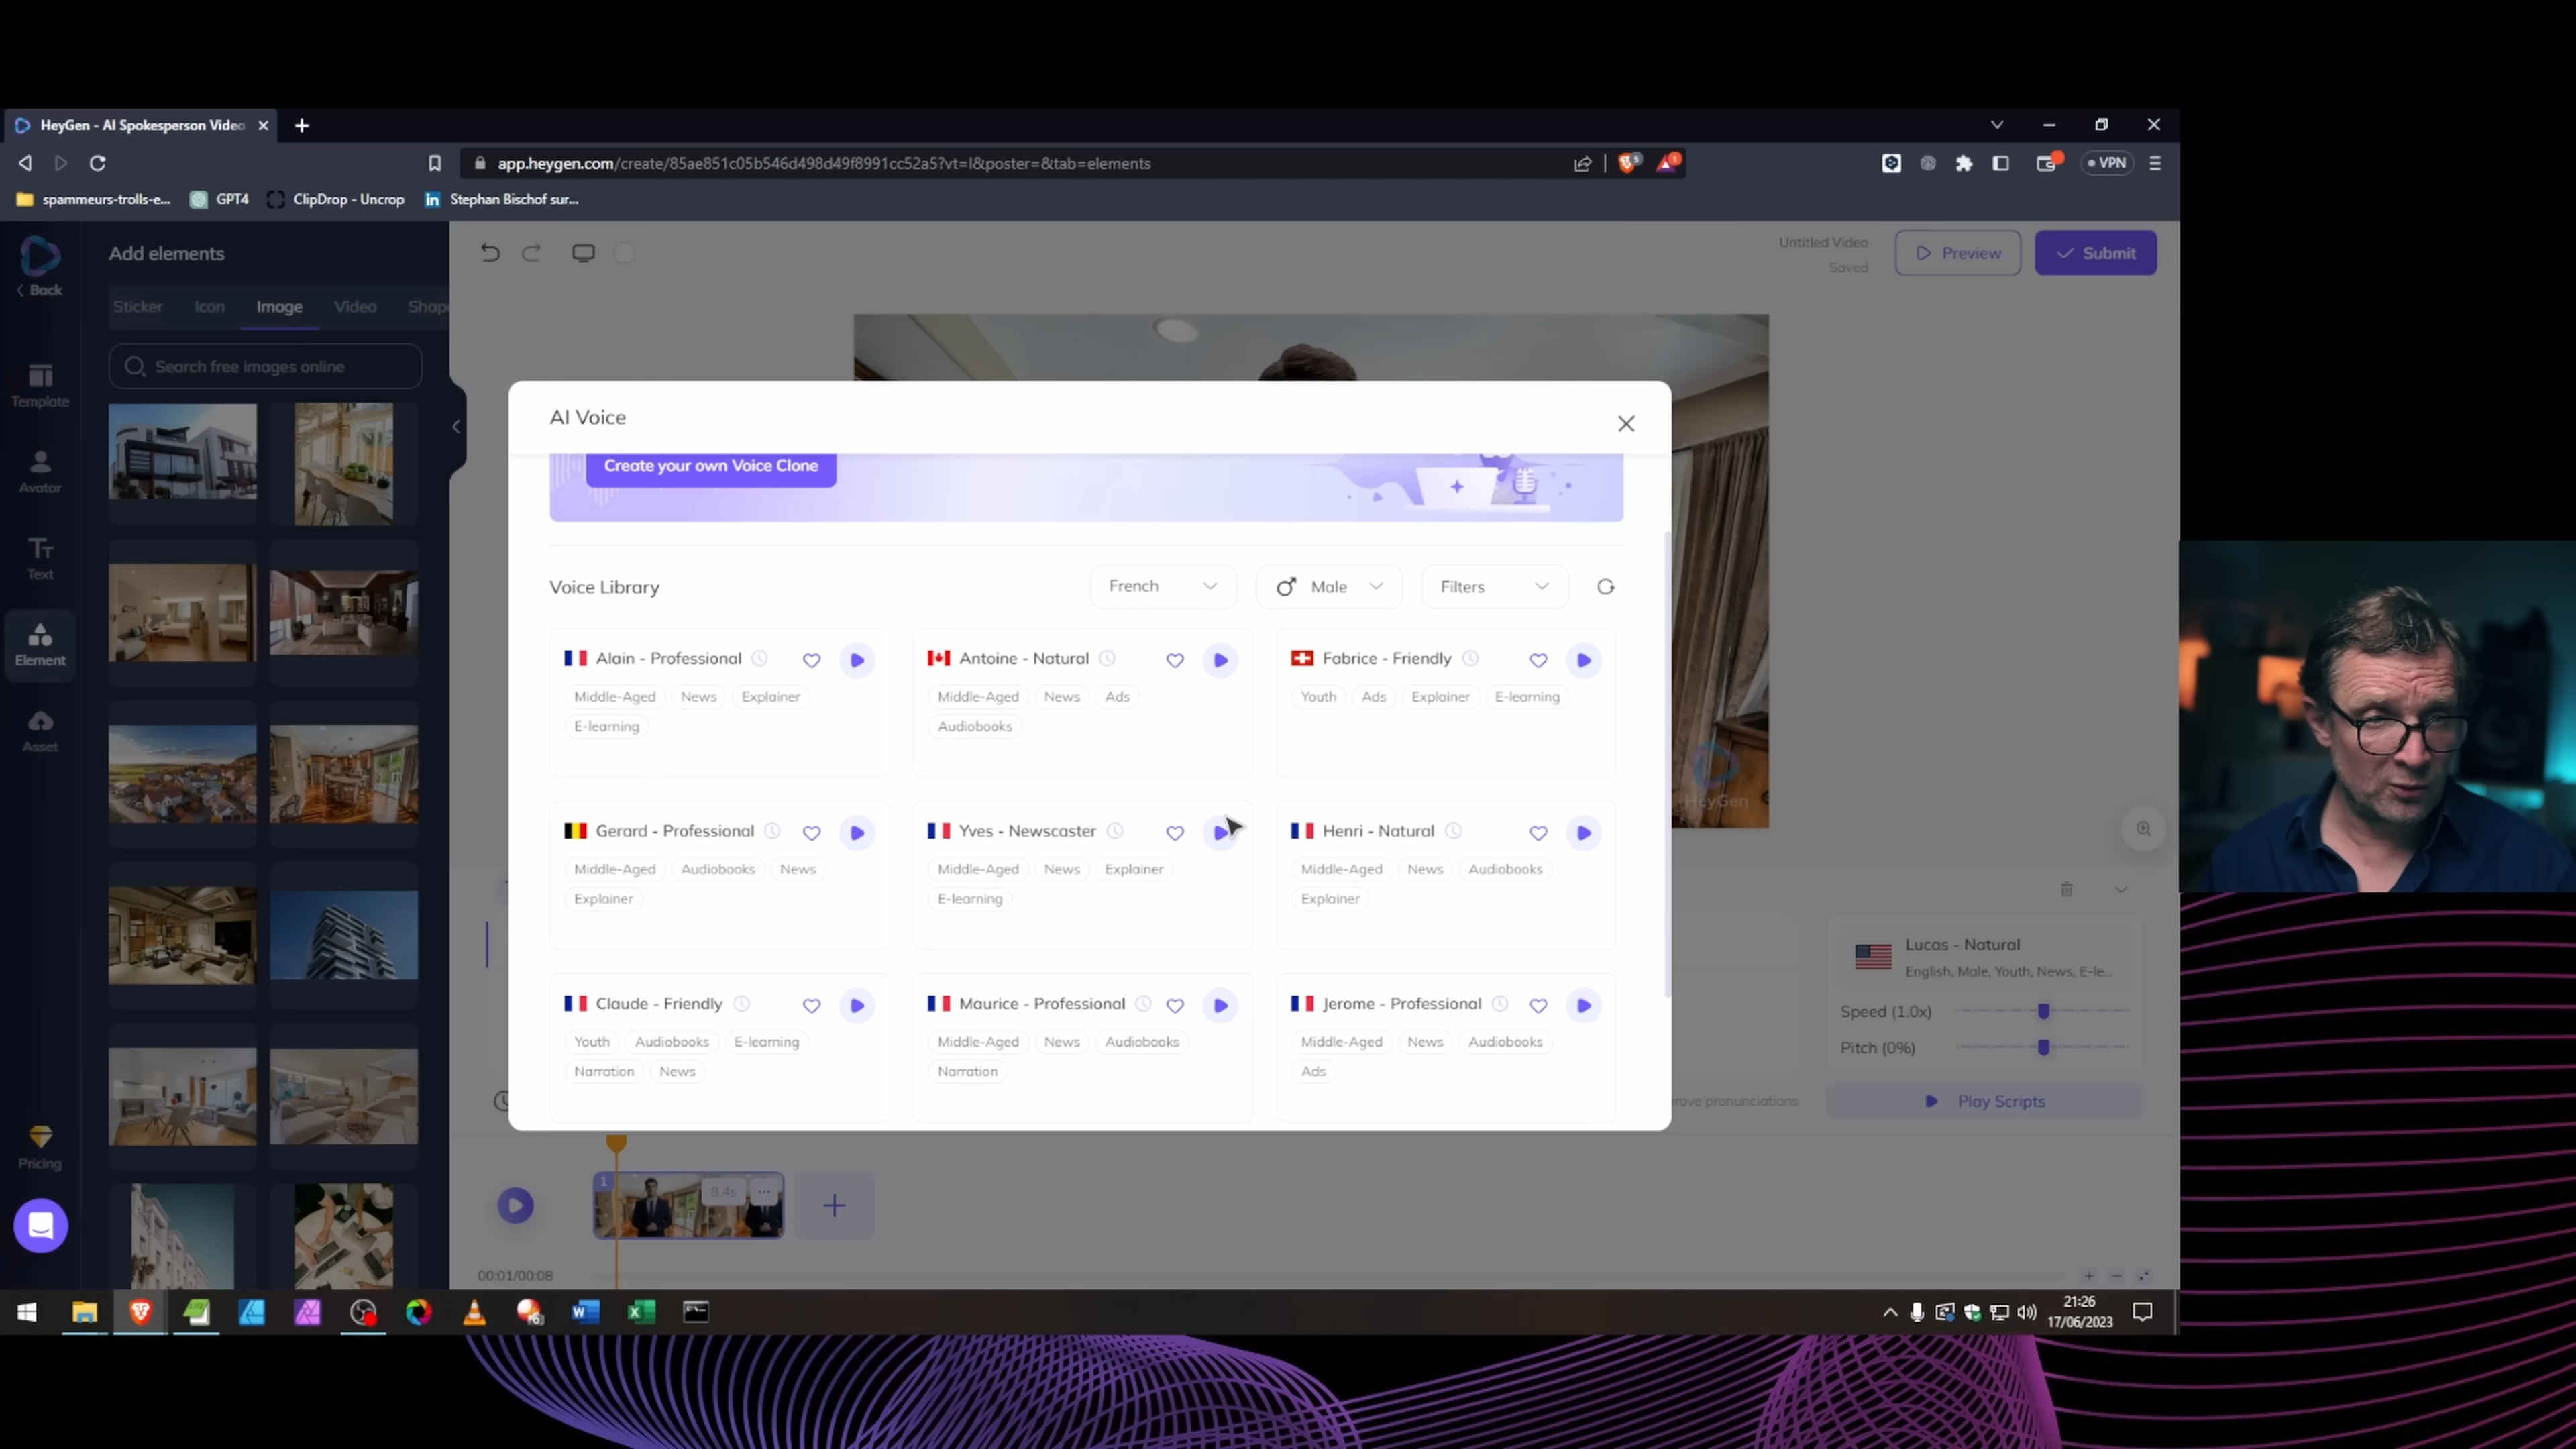 HeyGen - AI Spokesperson Video
app.heygen.com/create/85ae851c05b546d498d49f8991cc52a5?vt=l&poster=&tab=elements
VPN
spammeurs-trolls-e...
GPT4
ClipDrop - Uncrop
Stephan Bischof sur...
Back
Add elements
Untitled Video
Saved
Preview
Submit
Sticker
Icon
Image
Video
Shap
Search free images online
Template
Avatar
Text
Element
Asset
Pricing
AI Voice
Create your own Voice Clone
Voice Library
French
Male
Filters
Alain - Professional
Middle-Aged
News
Explainer
E-learning
Antoine - Natural
Middle-Aged
News
Ads
Audiobooks
Fabrice - Friendly
Youth
Ads
Explainer
E-learning
Gerard - Professional
Middle-Aged
Audiobooks
News
Explainer
Yves - Newscaster
Middle-Aged
News
Explainer
E-learning
Henri - Natural
Middle-Aged
News
Audiobooks
Explainer
Claude - Friendly
Youth
Audiobooks
E-learning
Narration
News
Maurice - Professional
Middle-Aged
News
Audiobooks
Narration
Jerome - Professional
Middle-Aged
News
Audiobooks
Ads
HeyGen
Lucas - Natural
English, Male, Youth, News, E-le...
Speed (1.0x)
Pitch (0%)
rove pronunciations
Play Scripts
1
8.4s
00:01/00:08
21:26
17/06/2023